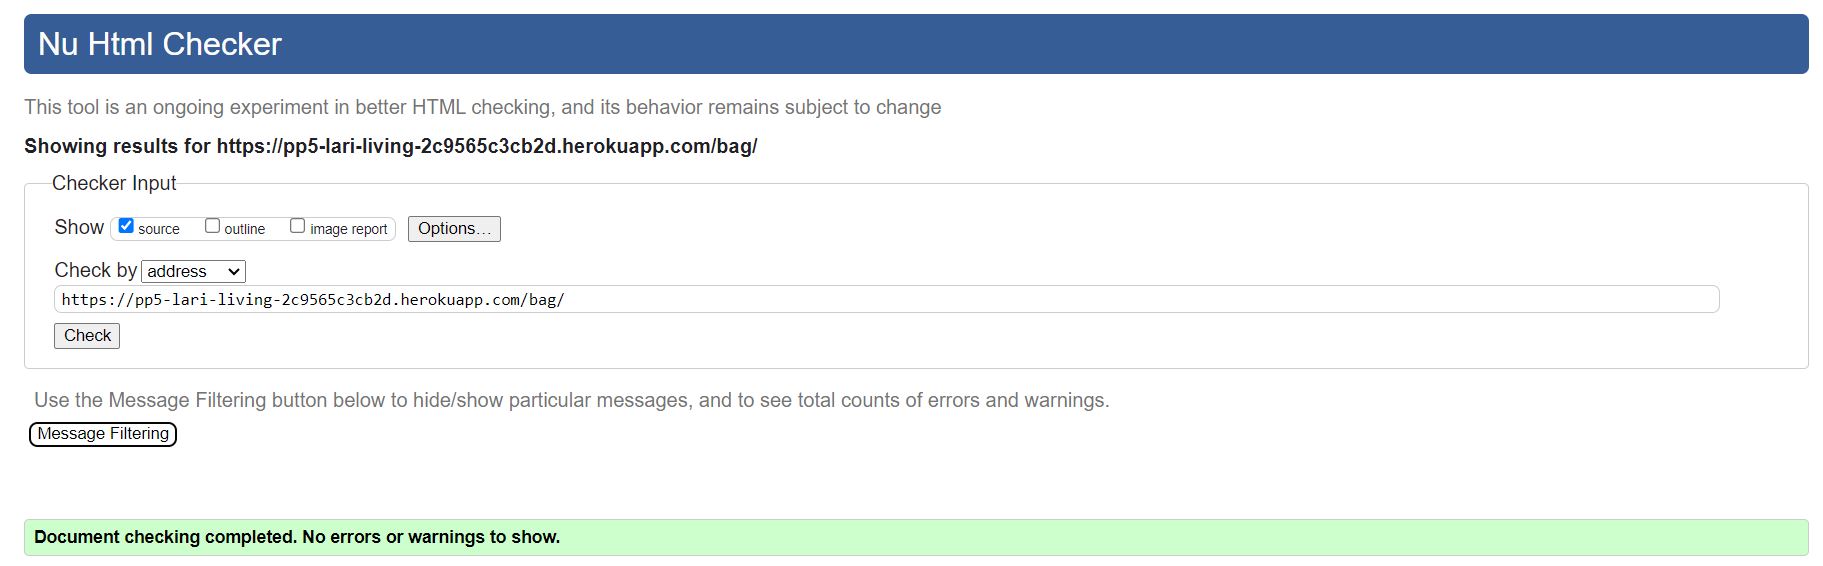 Nu Html Checker
This tool is an ongoing experiment in better HTML checking, and its behavior remains subject to change
Showing results for https://pp5-lari-living-2c9565c3cb2d.herokuapp.com/bag/
Checker Input
Show source outline image report Options...
Check by address
https://pp5-lari-living-2c9565c3cb2d.herokuapp.com/bag/
Check
Use the Message Filtering button below to hide/show particular messages, and to see total counts of errors and warnings.
Message Filtering
Document checking completed. No errors or warnings to show.